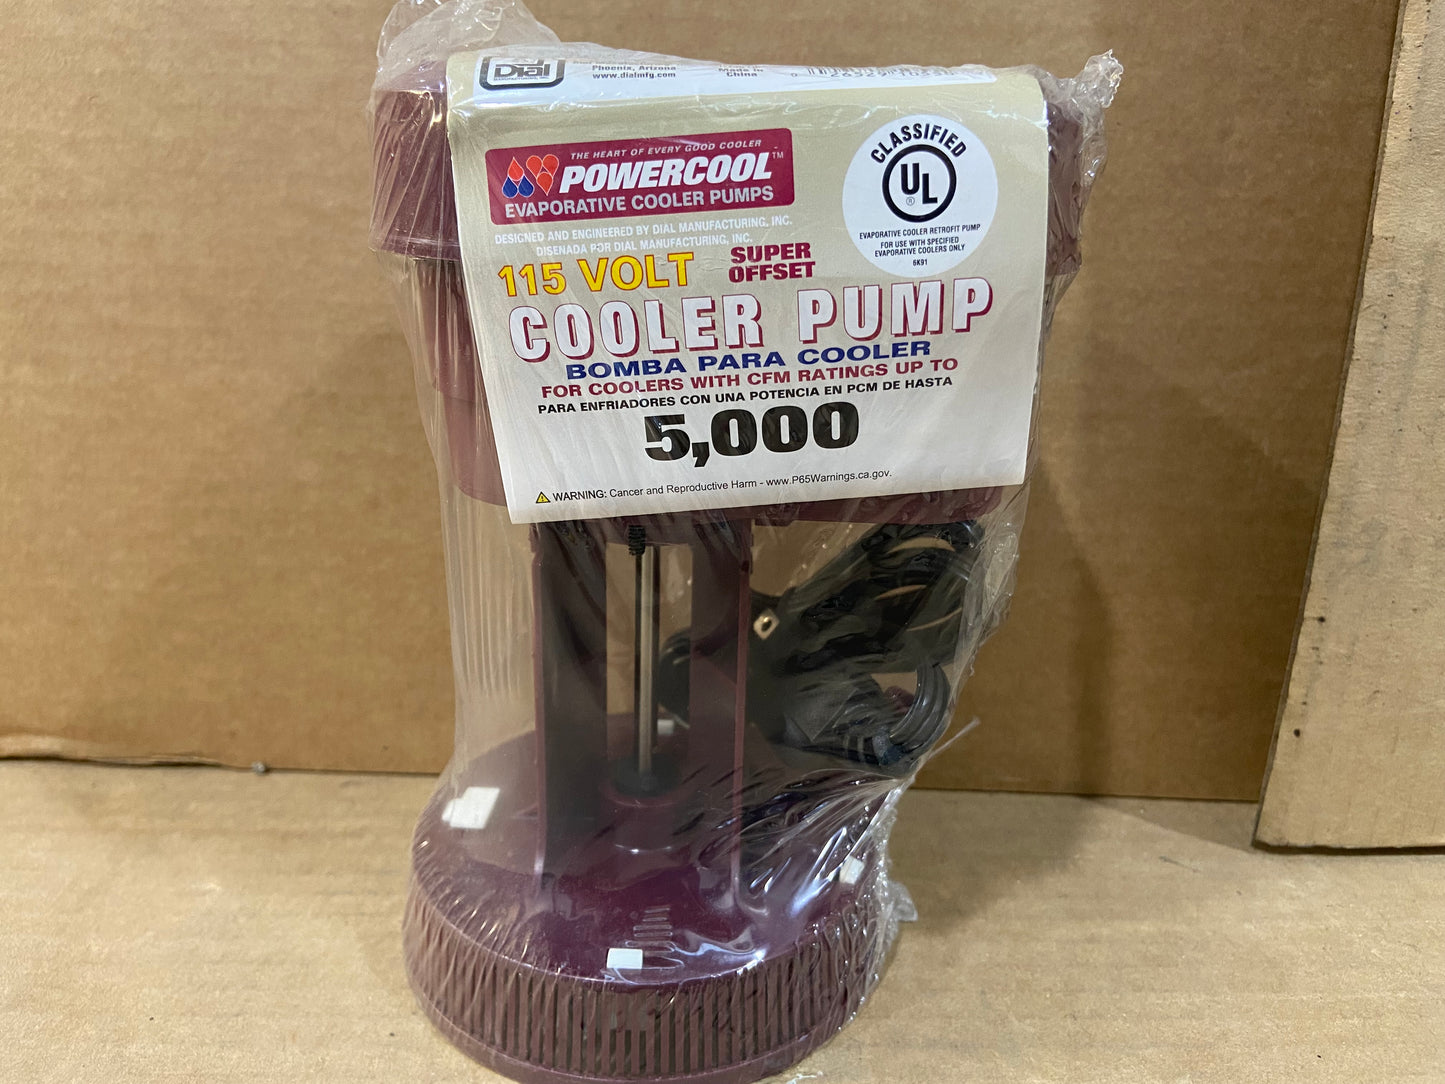 Dial
MANUFACTURING, INC.
Phoenix, Arizona
www.dialmfg.com
Made in
China
THE HEART OF EVERY GOOD COOLER
POWERCOOL™
EVAPORATIVE COOLER PUMPS
DESIGNED AND ENGINEERED BY DIAL MANUFACTURING, INC.
DISENADA POR DIAL MANUFACTURING, INC.
CLASSIFIED
UL
®
EVAPORATIVE COOLER RETROFIT PUMP
FOR USE WITH SPECIFIED
EVAPORATIVE COOLERS ONLY
6K91
115 VOLT
SUPER
OFFSET
COOLER PUMP
BOMBA PARA COOLER
FOR COOLERS WITH CFM RATINGS UP TO
PARA ENFRIADORES CON UNA POTENCIA EN PCM DE HASTA
5,000
WARNING: Cancer and Reproductive Harm - www.P65Warnings.ca.gov.